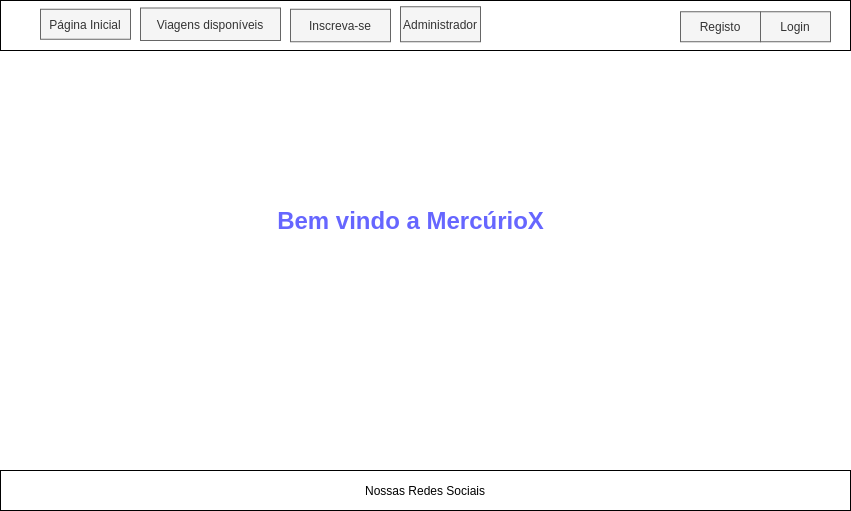 Página Inicial
Viagens disponíveis
Inscreva-se
Administrador
Registo
Login
Bem vindo a MercúrioX
Nossas Redes Sociais